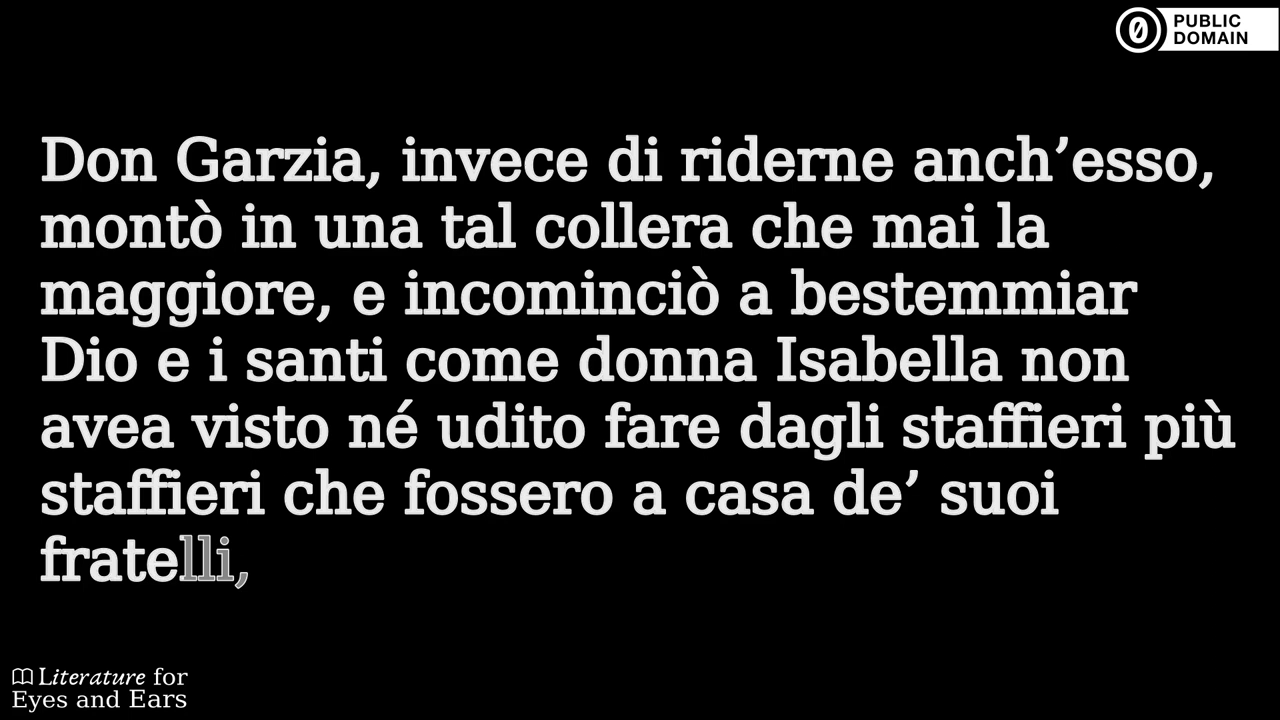 PUBLIC
DOMAIN
Don Garzia, invece di riderne anch’esso,
montò in una tal collera che mai la
maggiore, e incominciò a bestemmiar
Dio e i santi come donna Isabella non
avea visto né udito fare dagli staffieri più
staffieri che fossero a casa de’ suoi
fratelli,
Literature for
Eyes and Ears